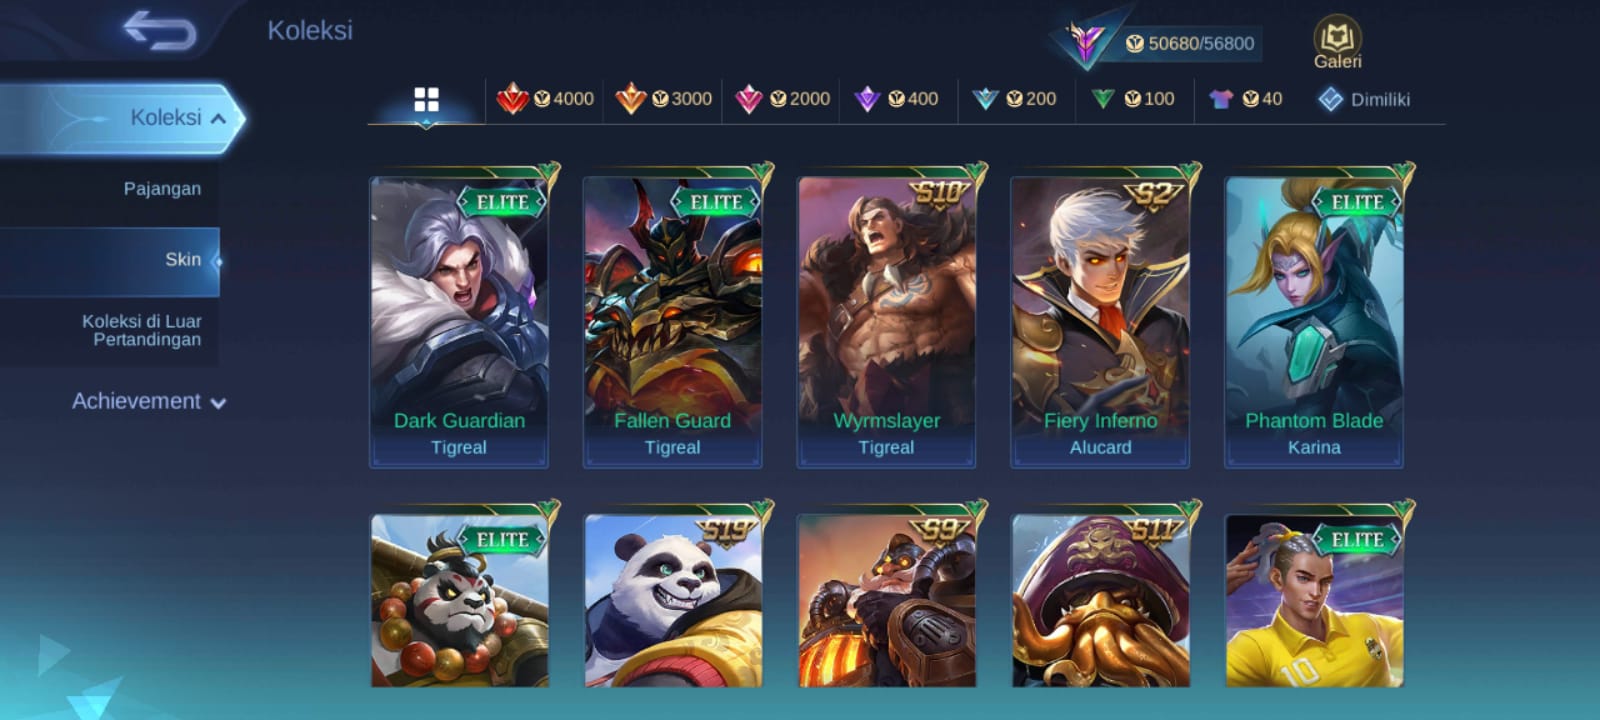 Koleksi
50680/56800
Galeri
4000
3000
2000
400
200
100
40
Dimiliki
Koleksi
Pajangan
Skin
Koleksi di Luar
Pertandingan
Achievement
ELITE
Dark Guardian
Tigreal
ELITE
Fallen Guard
Tigreal
S10
Wyrmslayer
Tigreal
S2
Fiery Inferno
Alucard
ELITE
Phantom Blade
Karina
ELITE
S19
S9
S11
ELITE
10